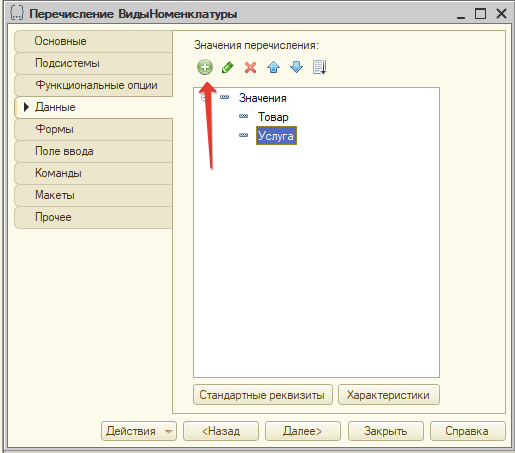 Перечисление ВидыНоменклатуры
Основные
Подсистемы
Функциональные опции
Данные
Формы
Поле ввода
Команды
Макеты
Прочее
Значения перечисления:
Значения
Товар
Услуга
Стандартные реквизиты
Характеристики
Действия
<Назад
Далее>
Закрыть
Справка